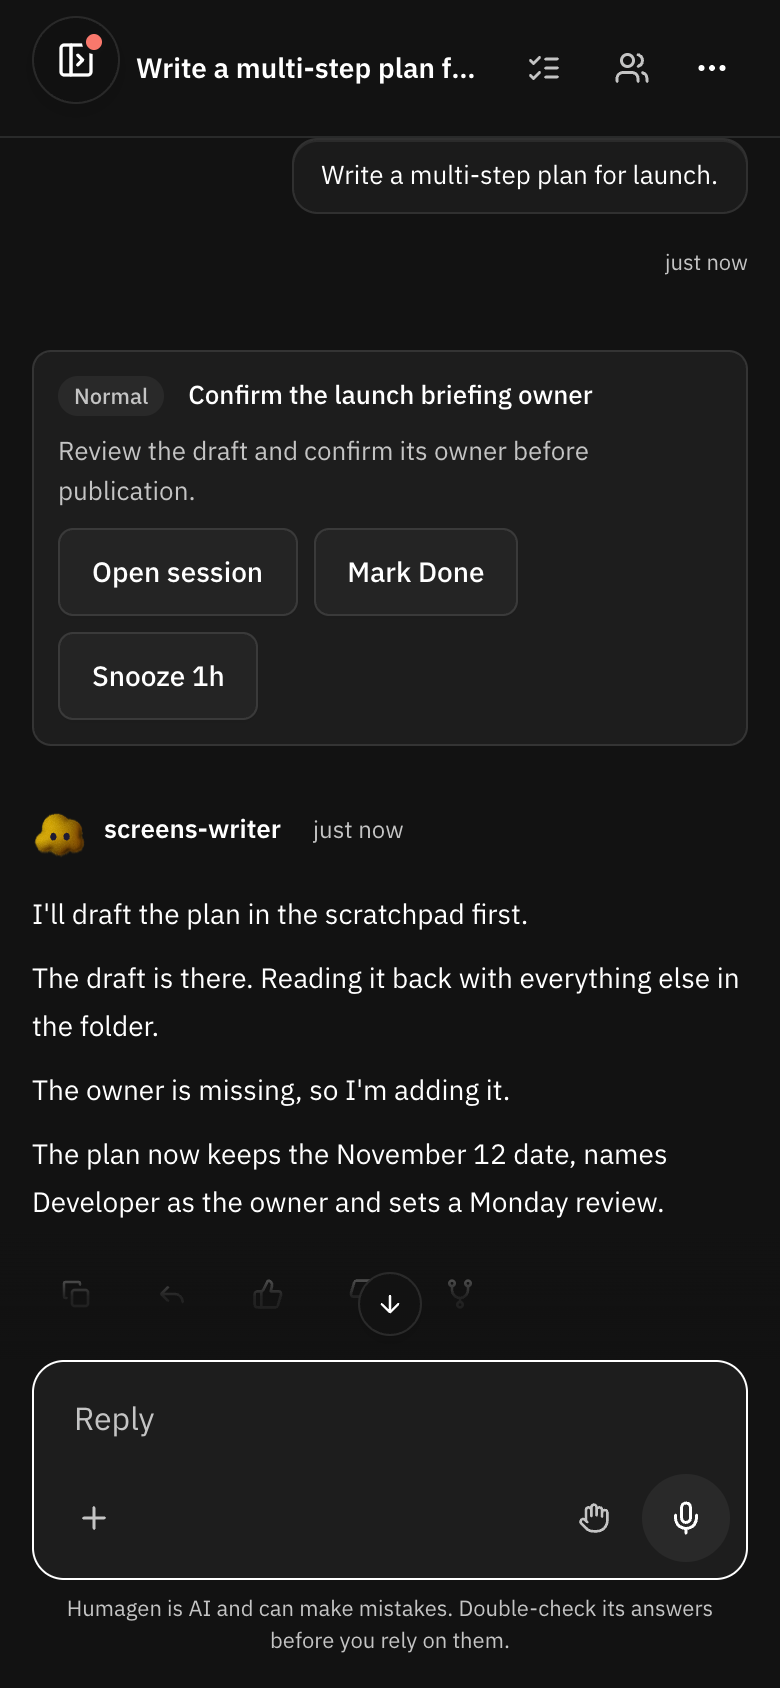 Write a multi-step plan f...
Write a multi-step plan for launch.
just now
Normal
Confirm the launch briefing owner
Review the draft and confirm its owner before
publication.
Open session
Mark Done
Snooze 1h
screens-writer
just now
I'll draft the plan in the scratchpad first.
The draft is there. Reading it back with everything else in
the folder.
The owner is missing, so I'm adding it.
The plan now keeps the November 12 date, names
Developer as the owner and sets a Monday review.
Reply
Humagen is AI and can make mistakes. Double-check its answers
before you rely on them.